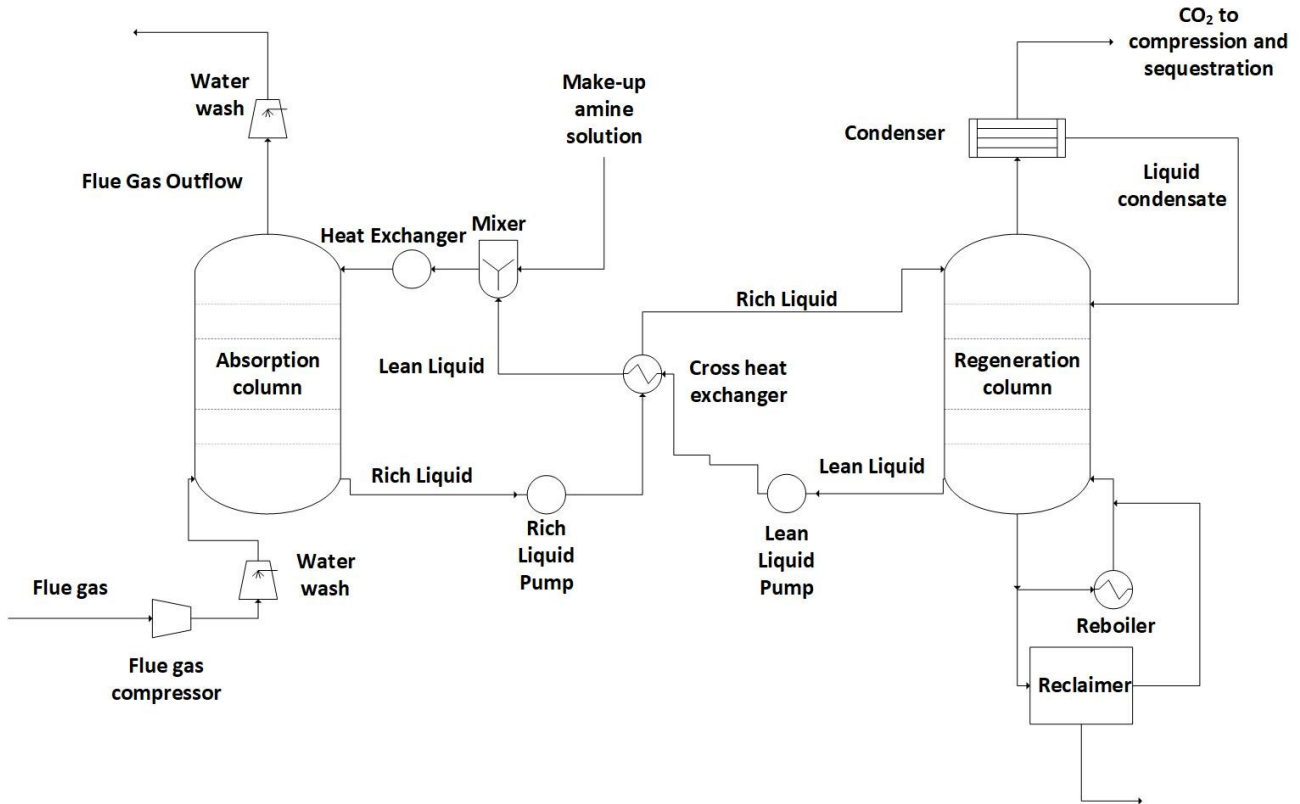 CO₂ to
compression and
sequestration
Water
wash
Make-up
amine
solution
Condenser
Flue Gas Outflow
Liquid
condensate
Mixer
Heat Exchanger
Rich Liquid
Absorption
column
Lean Liquid
Cross heat
exchanger
Regeneration
column
Rich Liquid
Lean Liquid
Rich
Liquid
Pump
Lean
Liquid
Pump
Water
wash
Flue gas
Reboiler
Flue gas
compressor
Reclaimer